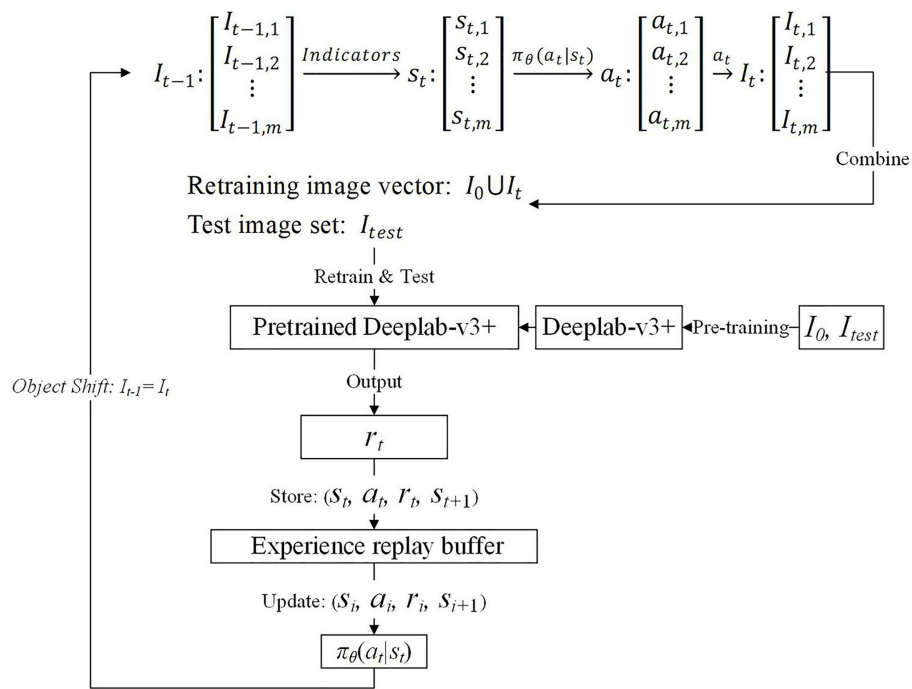 I_{t-1}: [I_{t-1,1} I_{t-1,2} ⋮ I_{t-1,m}] Indicators s_t: [s_{t,1} s_{t,2} ⋮ s_{t,m}] π_θ(a_t|s_t) a_t: [a_{t,1} a_{t,2} ⋮ a_{t,m}] a_t I_t: [I_{t,1} I_{t,2} ⋮ I_{t,m}]
Combine
Retraining image vector: I_0∪I_t
Test image set: I_{test}
Retrain & Test
Pretrained Deeplab-v3+
Deeplab-v3+
Pre-training
I_0, I_{test}
Object Shift: I_{t-1}= I_t
Output
r_t
Store: (s_t, a_t, r_t, s_{t+1})
Experience replay buffer
Update: (s_i, a_i, r_i, s_{i+1})
π_θ(a_t|s_t)